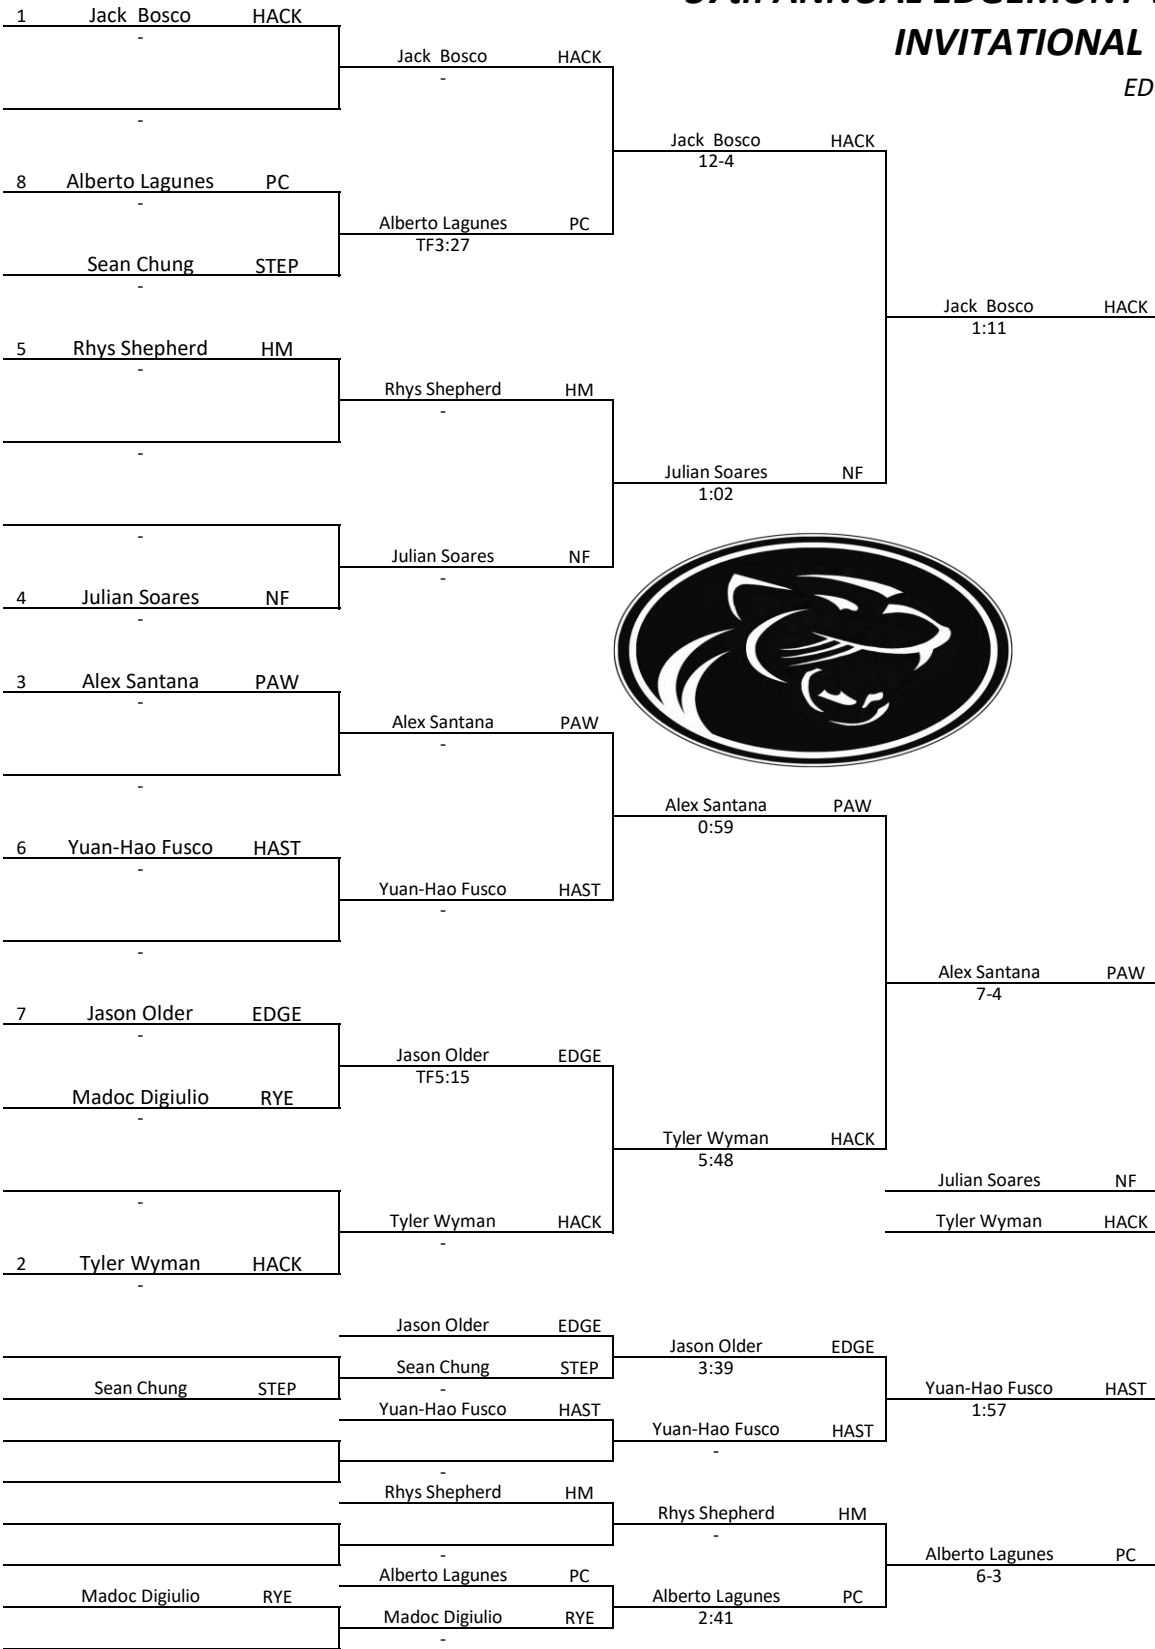 INVITATIONAL
ED
1 Jack Bosco HACK
-
Jack Bosco HACK
-
-
Jack Bosco HACK
12-4
8 Alberto Lagunes PC
-
Alberto Lagunes PC
TF3:27
Sean Chung STEP
-
Jack Bosco HACK
1:11
5 Rhys Shepherd HM
-
Rhys Shepherd HM
-
-
Julian Soares NF
1:02
-
Julian Soares NF
-
4 Julian Soares NF
-
3 Alex Santana PAW
-
Alex Santana PAW
-
-
Alex Santana PAW
0:59
6 Yuan-Hao Fusco HAST
-
Yuan-Hao Fusco HAST
-
-
Alex Santana PAW
7-4
7 Jason Older EDGE
-
Jason Older EDGE
TF5:15
Madoc Digiulio RYE
-
Tyler Wyman HACK
5:48
Julian Soares NF
-
Tyler Wyman HACK
-
Tyler Wyman HACK
2 Tyler Wyman HACK
-
Jason Older EDGE
Jason Older EDGE
3:39
Sean Chung STEP
-
Sean Chung STEP
Yuan-Hao Fusco HAST
1:57
Yuan-Hao Fusco HAST
Yuan-Hao Fusco HAST
-
-
Rhys Shepherd HM
Rhys Shepherd HM
-
-
Alberto Lagunes PC
6-3
Alberto Lagunes PC
Madoc Digiulio RYE
Alberto Lagunes PC
2:41
Madoc Digiulio RYE
-